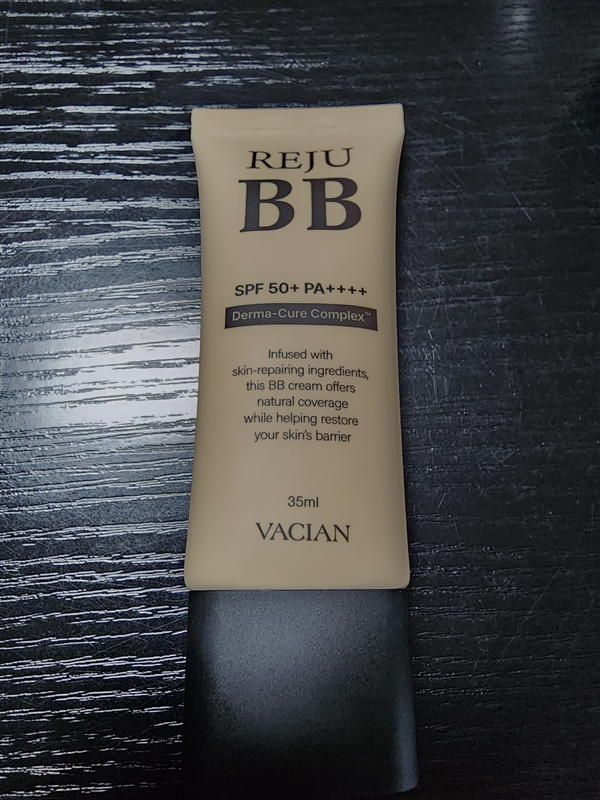 REJU
BB
SPF 50+ PA++++
Derma-Cure Complex™
Infused with
skin-repairing ingredients,
this BB cream offers
natural coverage
while helping restore
your skin's barrier
35ml
VACIAN